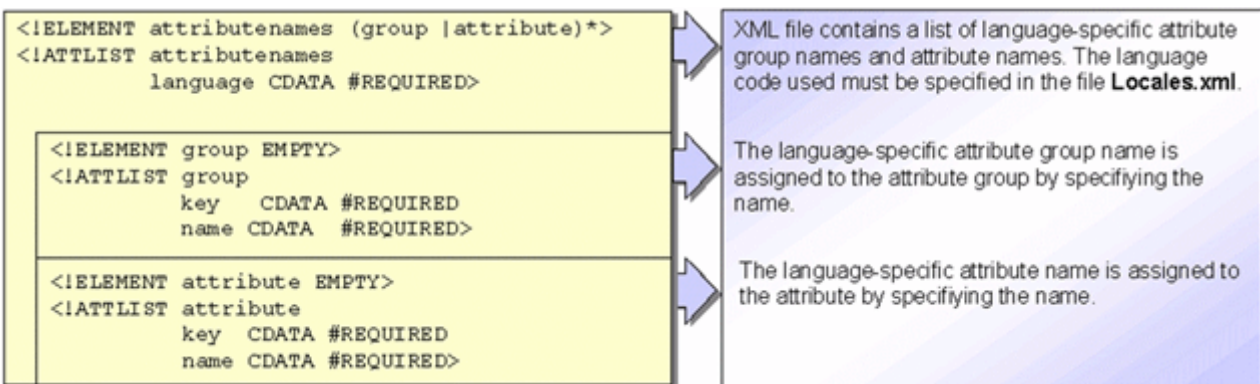 <!ELEMENT attributenames (group |attribute)*>
<!ATTLIST attributenames
language CDATA #REQUIRED>
<!ELEMENT group EMPTY>
<!ATTLIST group
key CDATA #REQUIRED
name CDATA #REQUIRED>
<!ELEMENT attribute EMPTY>
<!ATTLIST attribute
key CDATA #REQUIRED
name CDATA #REQUIRED>
XML file contains a list of language-specific attribute
group names and attribute names. The language
code used must be specified in the file Locales.xml.
The language-specific attribute group name is
assigned to the attribute group by specifiying the
name.
The language-specific attribute name is assigned to
the attribute by specifiying the name.